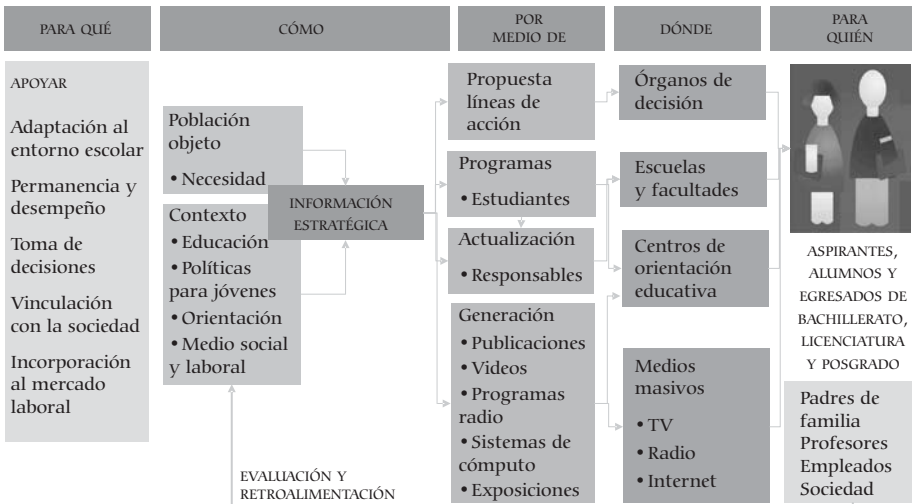 PARA QUÉ
CÓMO
POR
MEDIO DE
DÓNDE
PARA
QUIÉN
APOYAR
Adaptación al
entorno escolar
Permanencia y
desempeño
Toma de
decisiones
Vinculación
con la sociedad
Incorporación
al mercado
laboral
Población
objeto
• Necesidad
Contexto
• Educación
• Políticas
para jóvenes
• Orientación
• Medio social
y laboral
EVALUACIÓN Y
RETROALIMENTACIÓN
INFORMACIÓN
ESTRATÉGICA
Propuesta
líneas de
acción
Programas
• Estudiantes
Actualización
• Responsables
Generación
• Publicaciones
• Videos
• Programas
radio
• Sistemas de
cómputo
• Exposiciones
Órganos de
decisión
Escuelas
y facultades
Centros de
orientación
educativa
Medios
masivos
• TV
• Radio
• Internet
ASPIRANTES,
ALUMNOS Y
EGRESADOS DE
BACHILLERATO,
LICENCIATURA
Y POSGRADO
Padres de
familia
Profesores
Empleados
Sociedad